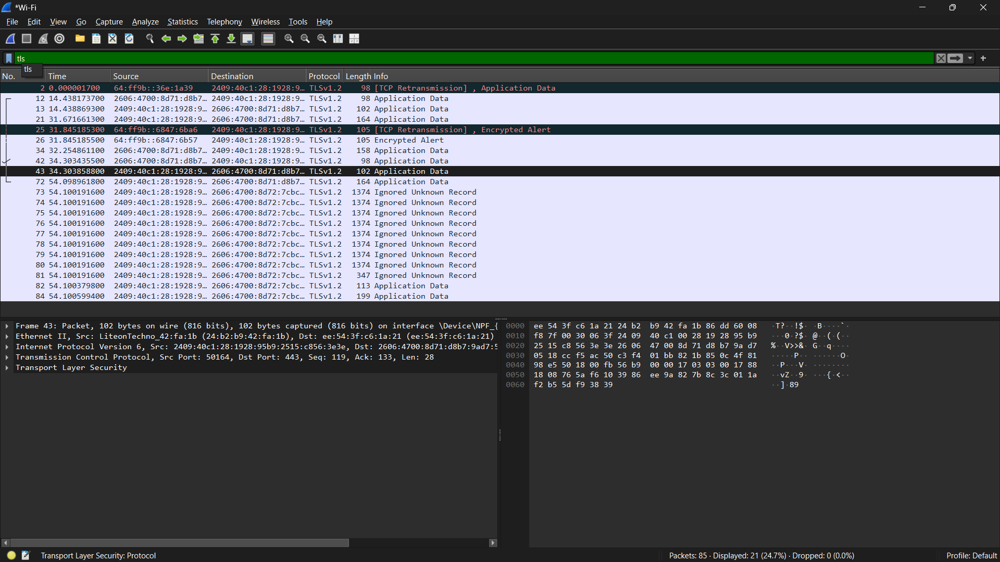 *Wi-Fi
File Edit View Go Capture Analyze Statistics Telephony Wireless Tools Help
tls
tls
No. Time Source Destination Protocol Length Info
2 0.000001700 64:ff9b::36e:1a39 2409:40c1:28:1928:9… TLSv1.2 98 [TCP Retransmission] , Application Data
12 14.438173700 2606:4700:8d71:d8b7… 2409:40c1:28:1928:9… TLSv1.2 98 Application Data
13 14.438869300 2409:40c1:28:1928:9… 2606:4700:8d71:d8b7… TLSv1.2 102 Application Data
21 31.671661300 2409:40c1:28:1928:9… 2606:4700:8d71:d8b7… TLSv1.2 164 Application Data
25 31.845185300 64:ff9b::6847:6ba6 2409:40c1:28:1928:9… TLSv1.2 105 [TCP Retransmission] , Encrypted Alert
26 31.845185500 64:ff9b::6847:6b57 2409:40c1:28:1928:9… TLSv1.2 105 Encrypted Alert
34 32.254861100 2606:4700:8d71:d8b7… 2409:40c1:28:1928:9… TLSv1.2 158 Application Data
42 34.303435500 2606:4700:8d71:d8b7… 2409:40c1:28:1928:9… TLSv1.2 98 Application Data
43 34.303858800 2409:40c1:28:1928:9… 2606:4700:8d71:d8b7… TLSv1.2 102 Application Data
72 54.098961800 2409:40c1:28:1928:9… 2606:4700:8d71:d8b7… TLSv1.2 164 Application Data
73 54.100191600 2409:40c1:28:1928:9… 2606:4700:8d72:7cbc… TLSv1.2 1374 Ignored Unknown Record
74 54.100191600 2409:40c1:28:1928:9… 2606:4700:8d72:7cbc… TLSv1.2 1374 Ignored Unknown Record
75 54.100191600 2409:40c1:28:1928:9… 2606:4700:8d72:7cbc… TLSv1.2 1374 Ignored Unknown Record
76 54.100191600 2409:40c1:28:1928:9… 2606:4700:8d72:7cbc… TLSv1.2 1374 Ignored Unknown Record
77 54.100191600 2409:40c1:28:1928:9… 2606:4700:8d72:7cbc… TLSv1.2 1374 Ignored Unknown Record
78 54.100191600 2409:40c1:28:1928:9… 2606:4700:8d72:7cbc… TLSv1.2 1374 Ignored Unknown Record
79 54.100191600 2409:40c1:28:1928:9… 2606:4700:8d72:7cbc… TLSv1.2 1374 Ignored Unknown Record
80 54.100191600 2409:40c1:28:1928:9… 2606:4700:8d72:7cbc… TLSv1.2 1374 Ignored Unknown Record
81 54.100191600 2409:40c1:28:1928:9… 2606:4700:8d72:7cbc… TLSv1.2 347 Ignored Unknown Record
82 54.100379800 2409:40c1:28:1928:9… 2606:4700:8d72:7cbc… TLSv1.2 113 Application Data
84 54.100599400 2409:40c1:28:1928:9… 2606:4700:8d72:7cbc… TLSv1.2 199 Application Data
Frame 43: Packet, 102 bytes on wire (816 bits), 102 bytes captured (816 bits) on interface \Device\NPF_{
Ethernet II, Src: LiteonTechno_42:fa:1b (24:b2:b9:42:fa:1b), Dst: ee:54:3f:c6:1a:21 (ee:54:3f:c6:1a:21)
Internet Protocol Version 6, Src: 2409:40c1:28:1928:95b9:2515:c856:3e3e, Dst: 2606:4700:8d71:d8b7:9ad7:5
Transmission Control Protocol, Src Port: 50164, Dst Port: 443, Seq: 119, Ack: 133, Len: 28
Transport Layer Security
0000 ee 54 3f c6 1a 21 24 b2 b9 42 fa 1b 86 dd 60 08 ·T?··!$· ·B····`·
0010 f8 7f 00 30 06 3f 24 09 40 c1 00 28 19 28 95 b9 ···0·?$· @··(·(··
0020 25 15 c8 56 3e 3e 26 06 47 00 8d 71 d8 b7 9a d7 %··V>>&· G··q····
0030 05 18 cc f5 ac 50 c3 f4 01 bb 82 1b 85 0c 4f 81 ·····P·· ······O·
0040 98 e5 50 18 00 fb 56 b9 00 00 17 03 03 00 17 88 ··P···V· ········
0050 18 08 76 5a f6 10 39 86 ee 9a 82 7b 8c 3c 01 1a ··vZ··9· ···{·<··
0060 f2 b5 5d f9 38 39 ··]·89
Transport Layer Security: Protocol
Packets: 85 · Displayed: 21 (24.7%) · Dropped: 0 (0.0%)
Profile: Default